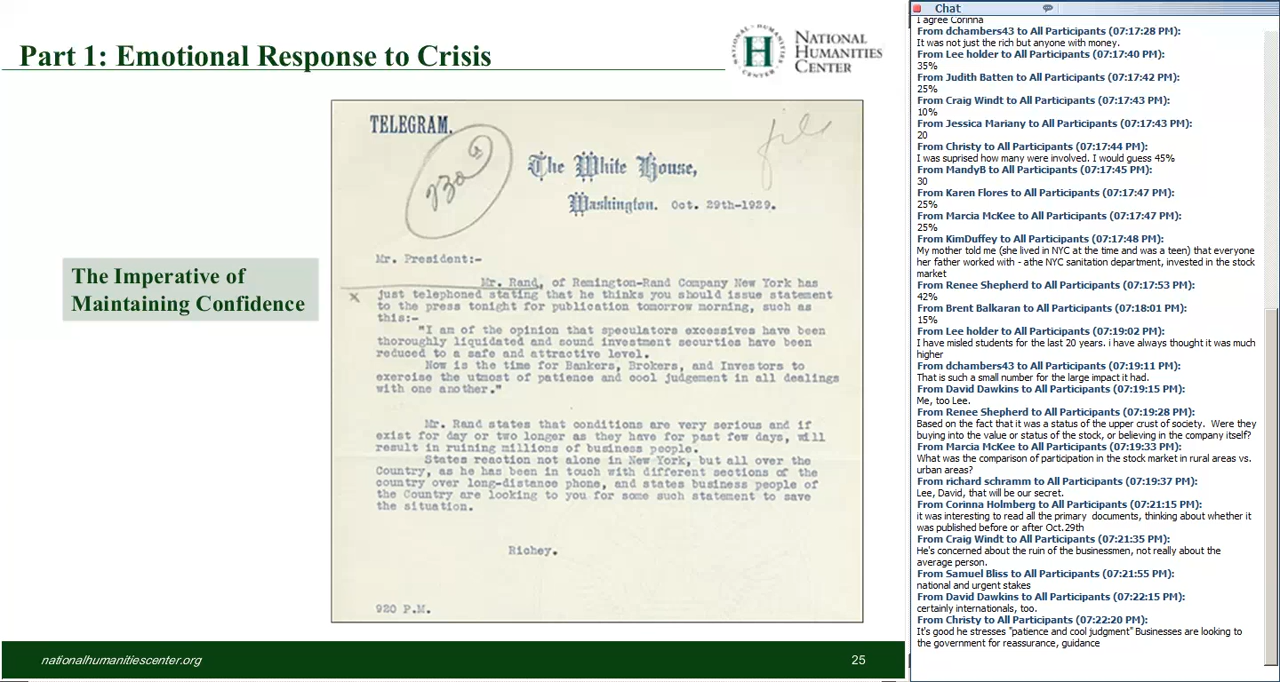 Part 1: Emotional Response to Crisis
NATIONAL HUMANITIES CENTER
NATIONAL
HUMANITIES
CENTER
The Imperative of
Maintaining Confidence
TELEGRAM.
file
The White House,
Washington. Oct. 29th-1929.
Mr. President:-
Mr. Rand, of Remington-Rand Company New York has
just telephoned stating that he thinks you should issue statement
to the press tonight for publication tomorrow morning, such as
this:-
"I am of the opinion that speculators excessives have been
thoroughly liquidated and sound investment securties have been
reduced to a safe and attractive level.
Now is the time for Bankers, Brokers, and Investors to
exercise the utmost of patience and cool judgement in all dealings
with one another."
Mr. Rand states that conditions are very serious and if
exist for day or two longer as they have for past few days, will
result in ruining millions of business people.
States reaction not alone in New York, but all over the
Country, as he has been in touch with different sections of the
country over long-distance phone, and states business people of
the Country are looking to you for some such statement to save
the situation.
Richey.
920 P.M.
nationalhumanitiescenter.org
25
Chat
I agree Corinna
From dchambers43 to All Participants (07:17:28 PM):
It was not just the rich but anyone with money.
From Lee holder to All Participants (07:17:40 PM):
35%
From Judith Batten to All Participants (07:17:42 PM):
25%
From Craig Windt to All Participants (07:17:43 PM):
10%
From Jessica Mariany to All Participants (07:17:43 PM):
20
From Christy to All Participants (07:17:44 PM):
I was suprised how many were involved. I would guess 45%
From MandyB to All Participants (07:17:45 PM):
30
From Karen Flores to All Participants (07:17:47 PM):
25%
From Marcia McKee to All Participants (07:17:47 PM):
25%
From KimDuffey to All Participants (07:17:48 PM):
My mother told me (she lived in NYC at the time and was a teen) that everyone
her father worked with - athe NYC sanitation department, invested in the stock
market
From Renee Shepherd to All Participants (07:17:53 PM):
42%
From Brent Balkaran to All Participants (07:18:01 PM):
15%
From Lee holder to All Participants (07:19:02 PM):
I have misled students for the last 20 years. i have always thought it was much
higher
From dchambers43 to All Participants (07:19:11 PM):
That is such a small number for the large impact it had.
From David Dawkins to All Participants (07:19:15 PM):
Me, too Lee.
From Renee Shepherd to All Participants (07:19:28 PM):
Based on the fact that it was a status of the upper crust of society. Were they
buying into the value or status of the stock, or believing in the company itself?
From Marcia McKee to All Participants (07:19:33 PM):
What was the comparison of participation in the stock market in rural areas vs.
urban areas?
From richard schramm to All Participants (07:19:37 PM):
Lee, David, that will be our secret.
From Corinna Holmberg to All Participants (07:21:15 PM):
it was interesting to read all the primary documents, thinking about whether it
was published before or after Oct.29th
From Craig Windt to All Participants (07:21:35 PM):
He's concerned about the ruin of the businessmen, not really about the
average person.
From Samuel Bliss to All Participants (07:21:55 PM):
national and urgent stakes
From David Dawkins to All Participants (07:22:15 PM):
certainly internationals, too.
From Christy to All Participants (07:22:20 PM):
It's good he stresses "patience and cool judgment" Businesses are looking to
the government for reassurance, guidance